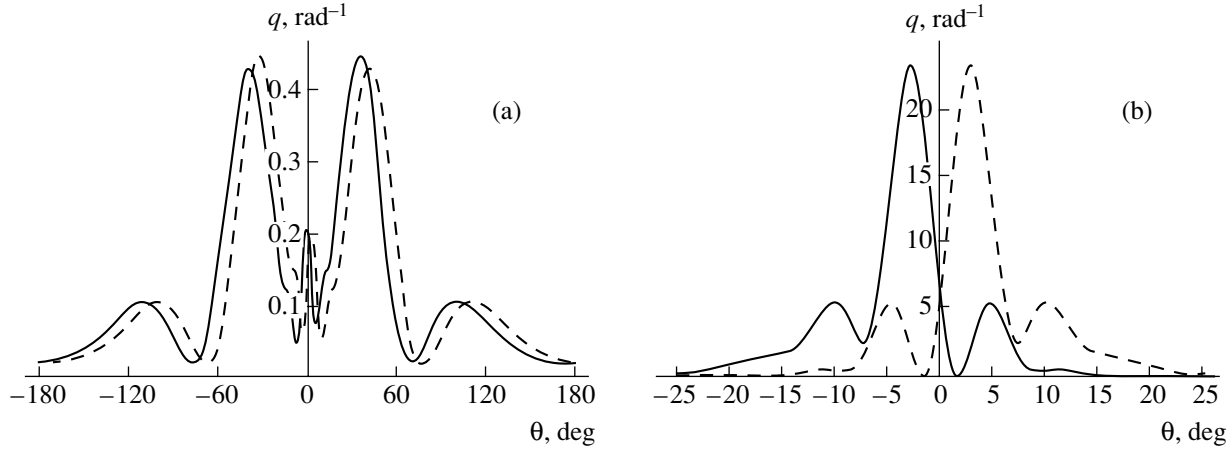 q, rad⁻¹
0.4
0.3
0.2
0.1
(a)
−180 −120 −60 0 60 120 180
θ, deg
q, rad⁻¹
20
15
10
5
(b)
−25 −20 −15 −10 −5 0 5 10 15 20 25
θ, deg